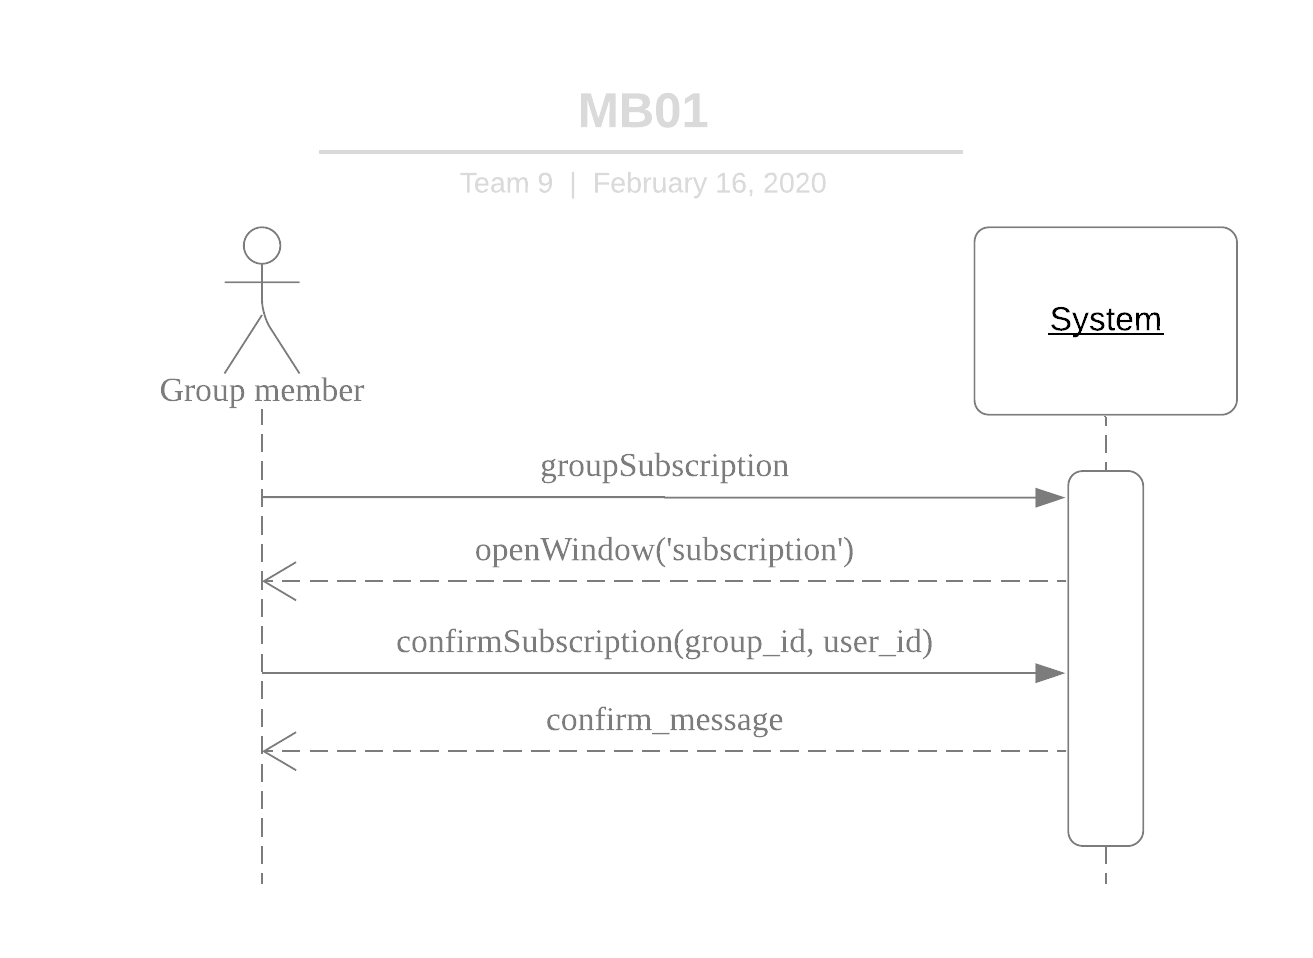 MB01
Team 9 | February 16, 2020
Group member
System
groupSubscription
openWindow('subscription')
confirmSubscription(group_id, user_id)
confirm_message